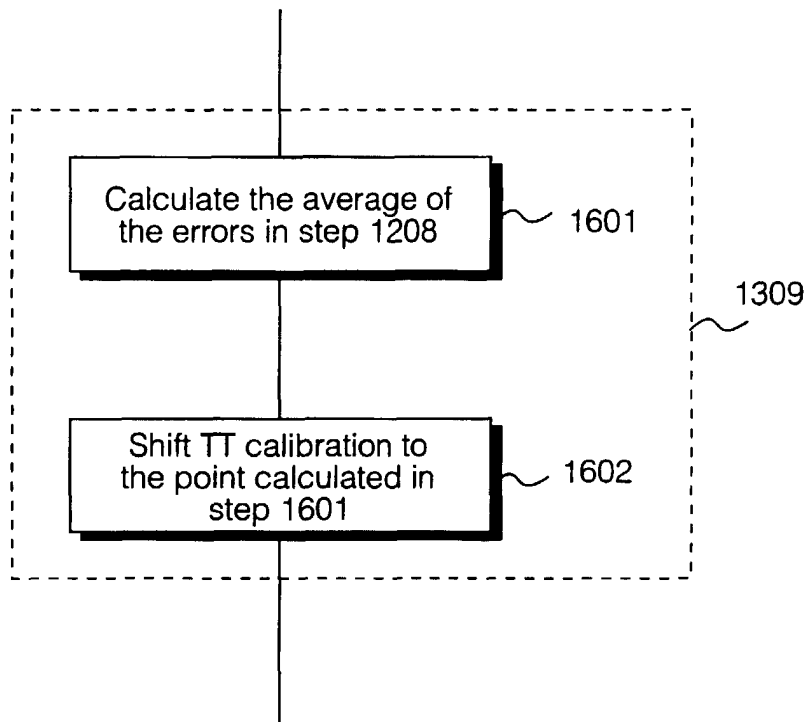 Calculate the average of
the errors in step 1208
1601
1309
Shift TT calibration to
the point calculated in
step 1601
1602